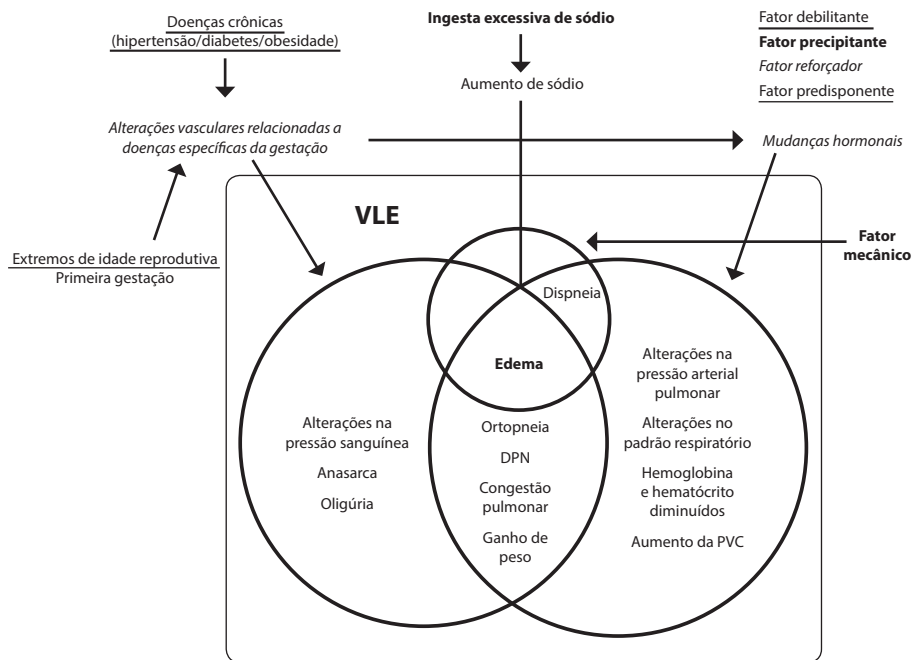 Doenças crônicas
(hipertensão/diabetes/obesidade)
Ingesta excessiva de sódio
Fator debilitante
Fator precipitante
Fator reforçador
Fator predisponente
Aumento de sódio
Alterações vasculares relacionadas a
doenças específicas da gestação
Mudanças hormonais
VLE
Fator
mecânico
Extremos de idade reprodutiva
Primeira gestação
Dispneia
Edema
Alterações na
pressão arterial
pulmonar
Alterações na
pressão sanguínea
Anasarca
Oligúria
Ortopneia
DPN
Congestão
pulmonar
Ganho de
peso
Alterações no
padrão respiratório
Hemoglobina
e hematócrito
diminuídos
Aumento da PVC